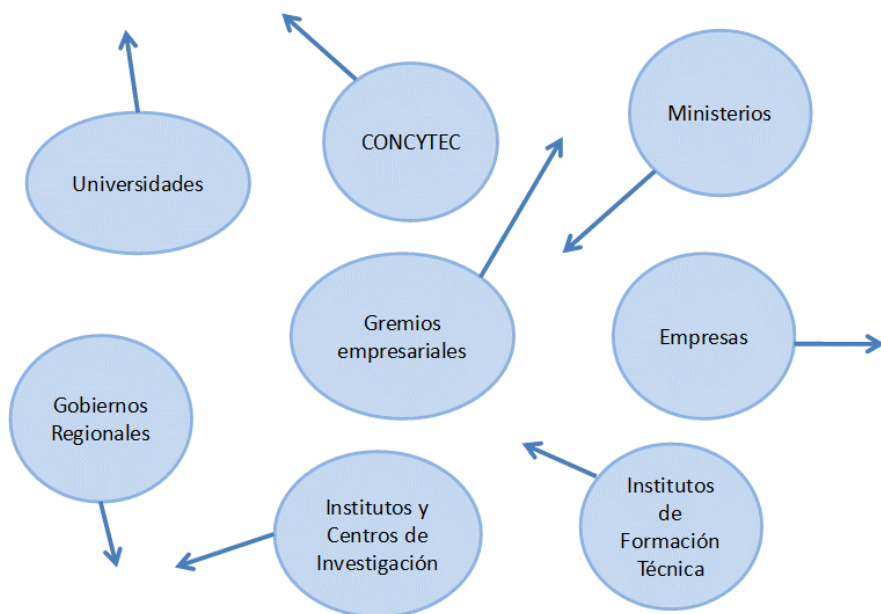 Universidades
CONCYTEC
Ministerios
Gremios
empresariales
Empresas
Gobiernos
Regionales
Institutos y
Centros de
Investigación
Institutos
de
Formación
Técnica